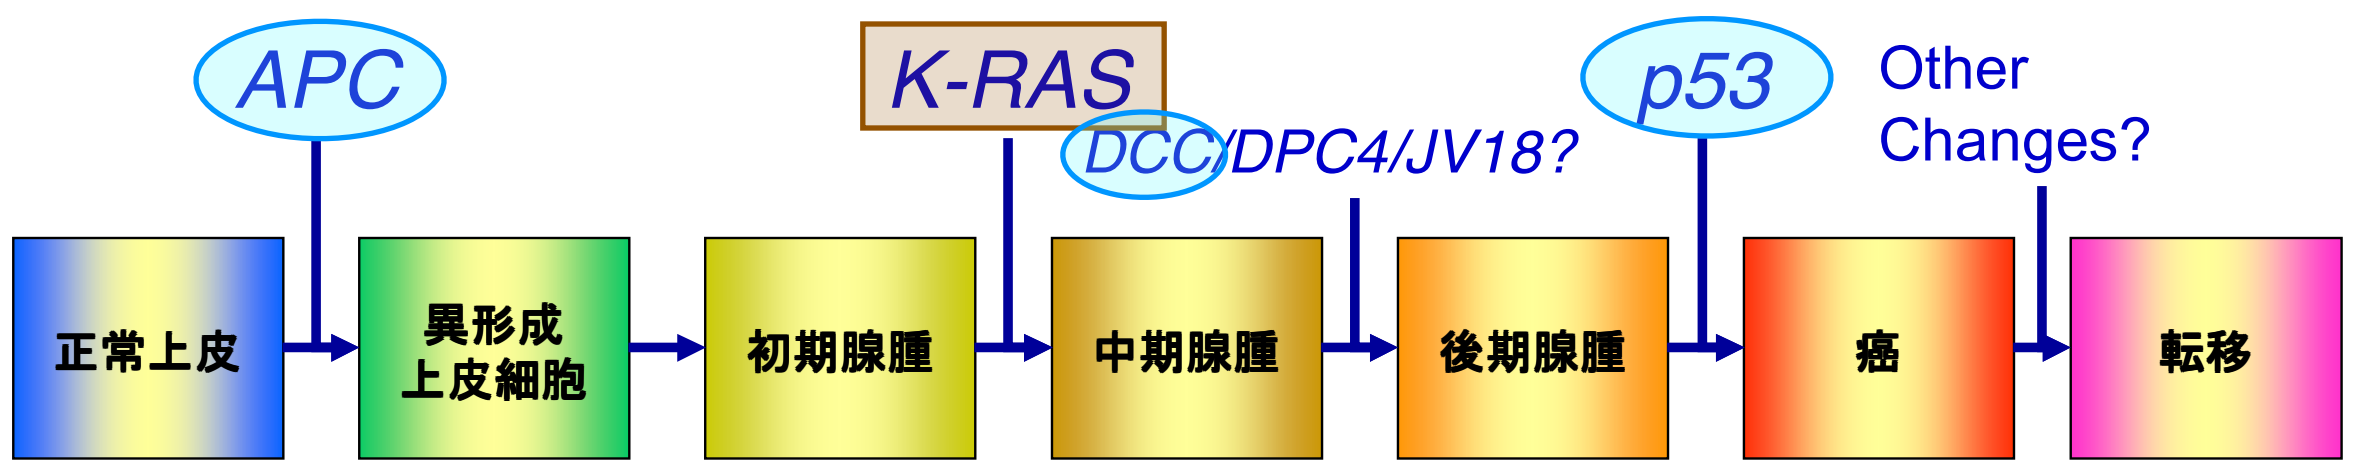 APC
K-RAS
DCC/DPC4/JV18?
p53
Other
Changes?
正常上皮
異形成
上皮細胞
初期腺腫
中期腺腫
後期腺腫
癌
転移